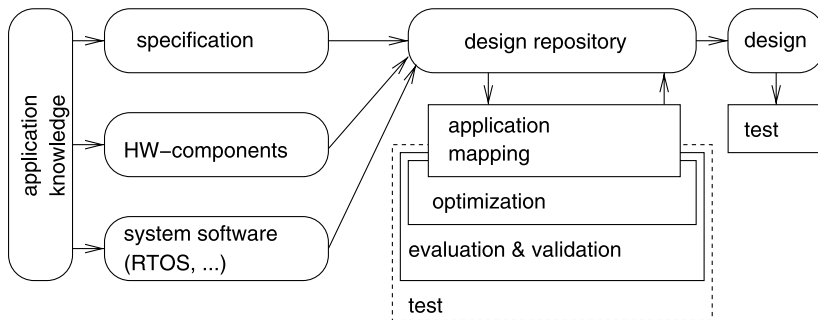 application
knowledge
specification
HW−components
system software
(RTOS, ...)
design repository
application
mapping
optimization
evaluation & validation
test
design
test